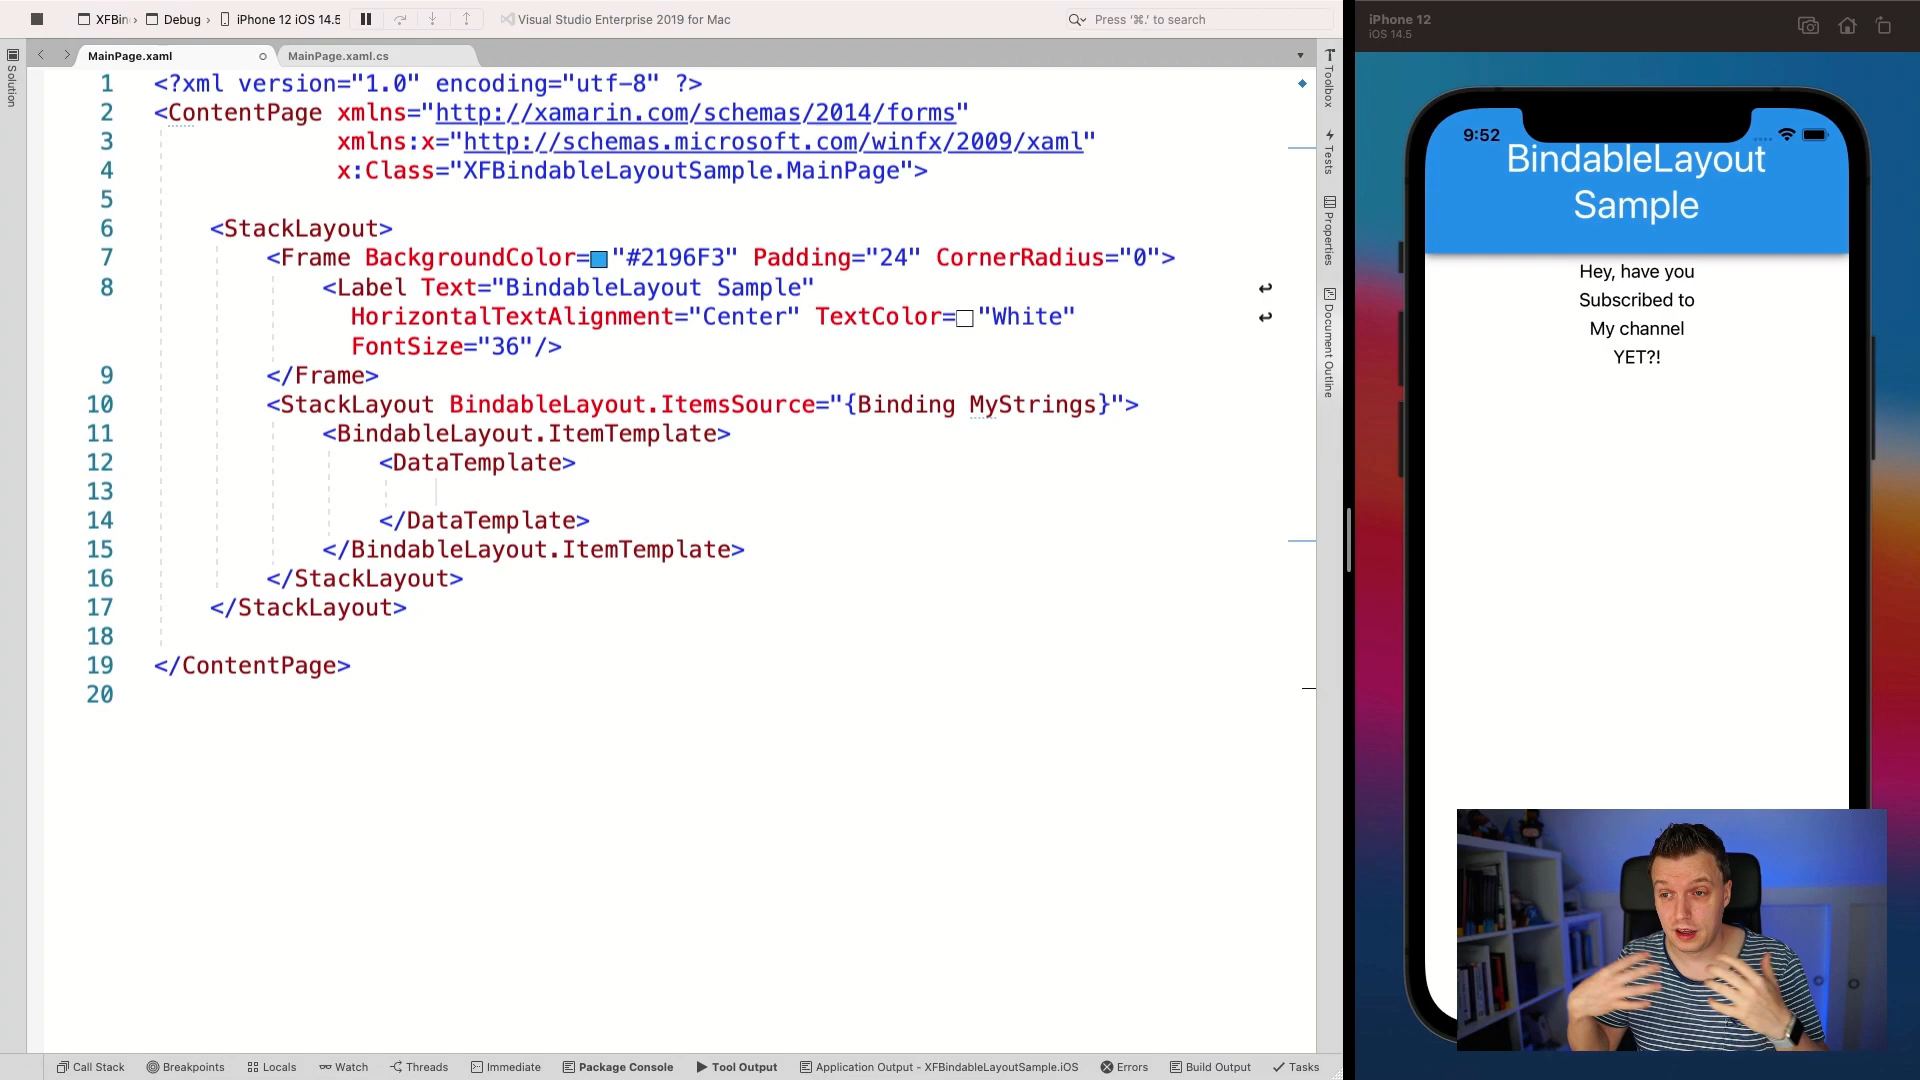 XFBin
Debug
iPhone 12 iOS 14.5
Visual Studio Enterprise 2019 for Mac
Press '⌘.' to search
Solution
MainPage.xaml
MainPage.xaml.cs
1 <?xml version="1.0" encoding="utf-8" ?>
2 <ContentPage xmlns="http://xamarin.com/schemas/2014/forms"
3 xmlns:x="http://schemas.microsoft.com/winfx/2009/xaml"
4 x:Class="XFBindableLayoutSample.MainPage">
5
6 <StackLayout>
7 <Frame BackgroundColor="#2196F3" Padding="24" CornerRadius="0">
8 <Label Text="BindableLayout Sample"
HorizontalTextAlignment="Center" TextColor="White"
FontSize="36"/>
9 </Frame>
10 <StackLayout BindableLayout.ItemsSource="{Binding MyStrings}">
11 <BindableLayout.ItemTemplate>
12 <DataTemplate>
13
14 </DataTemplate>
15 </BindableLayout.ItemTemplate>
16 </StackLayout>
17 </StackLayout>
18
19 </ContentPage>
20
Toolbox
Tests
Properties
Document Outline
Call Stack
Breakpoints
Locals
Watch
Threads
Immediate
Package Console
Tool Output
Application Output - XFBindableLayoutSample.iOS
Errors
Build Output
Tasks
iPhone 12
iOS 14.5
9:52
BindableLayout
Sample
Hey, have you
Subscribed to
My channel
YET?!